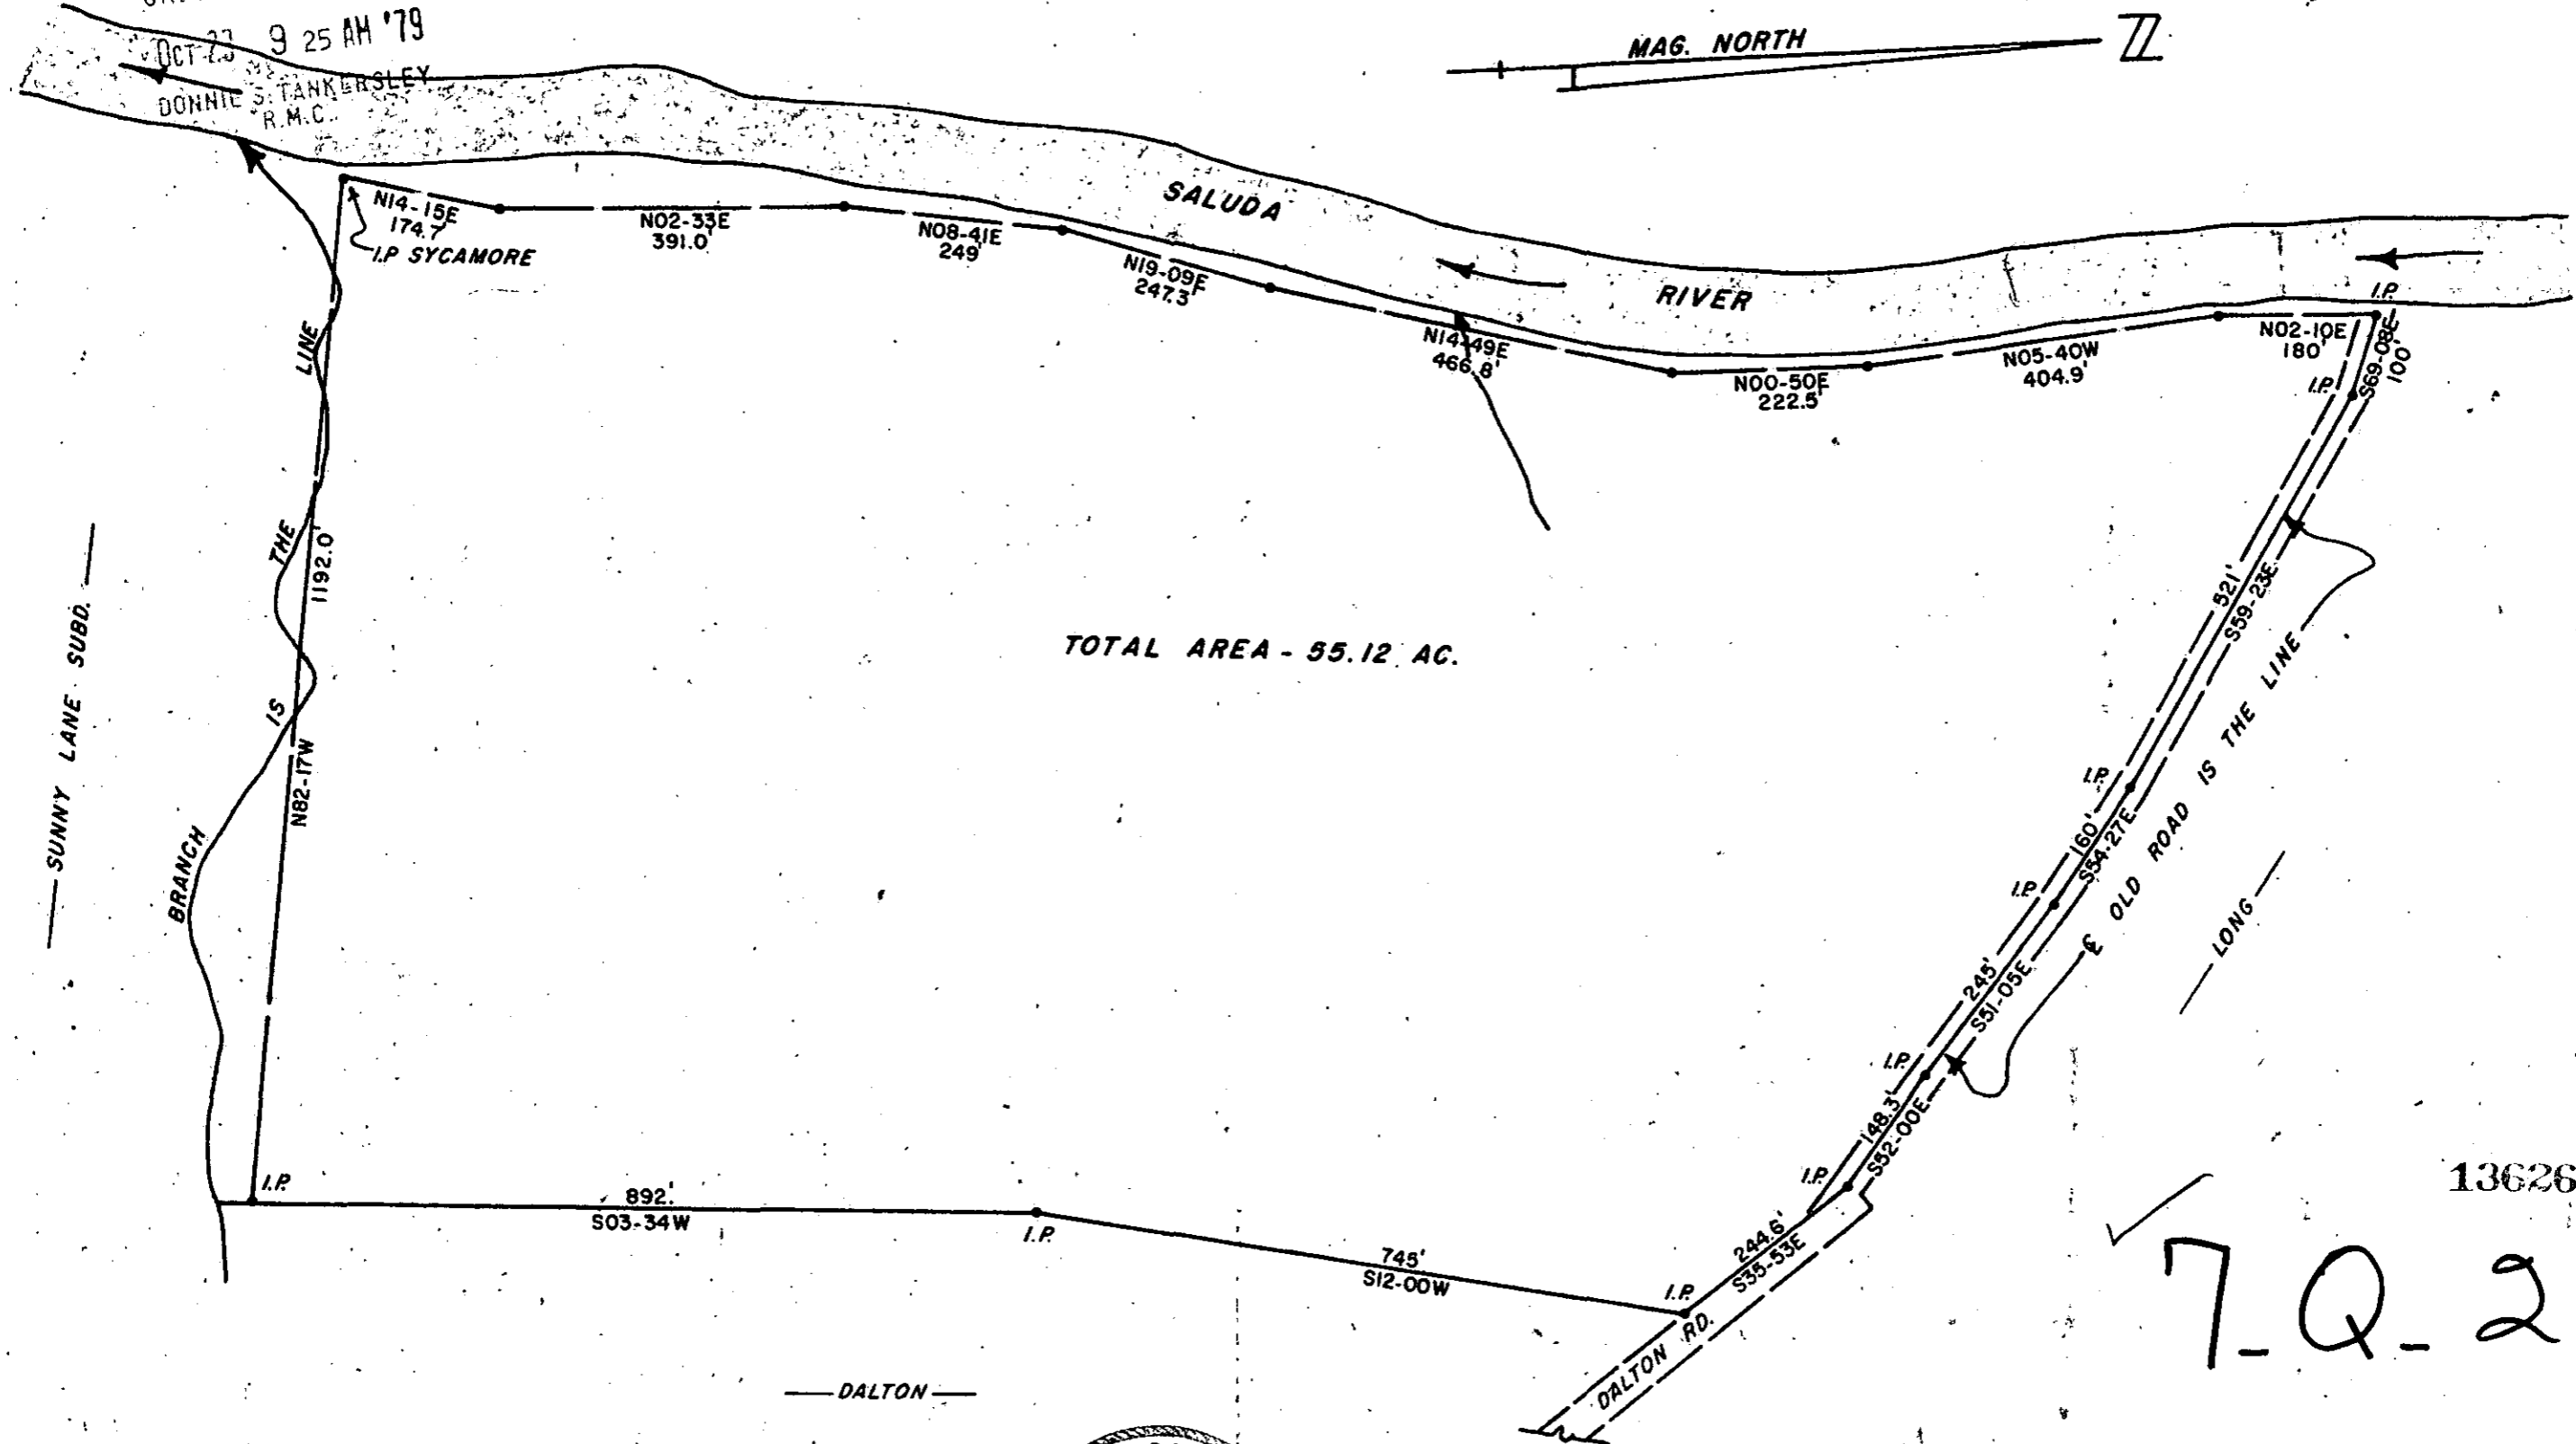 OCT 23 9 25 AM '79
DONNIE S. TANKERSLEY
R.M.C.
MAG. NORTH
SALUDA
RIVER
N14-15E
174.7'
I.P. SYCAMORE
N02-33E
391.0'
N08-41E
249'
N19-09E
247.3'
N14-49E
466.8'
N00-50E
222.5'
N05-40W
404.9'
N02-10E
180'
I.P.
S69-08E
100'
I.P.
521'
S59-23E
I.P.
160'
S54-27E
I.P.
245'
S51-05E
I.P.
148.3'
S52-00E
I.P.
244.6'
S35-53E
I.P.
℄ OLD ROAD IS THE LINE
LONG
SUNNY LANE SUBD.
BRANCH IS THE LINE
1192.0'
N82-17W
TOTAL AREA - 55.12 AC.
I.P.
892'
S03-34W
I.P.
745'
S12-00W
DALTON RD.
DALTON
13626
7-Q-2